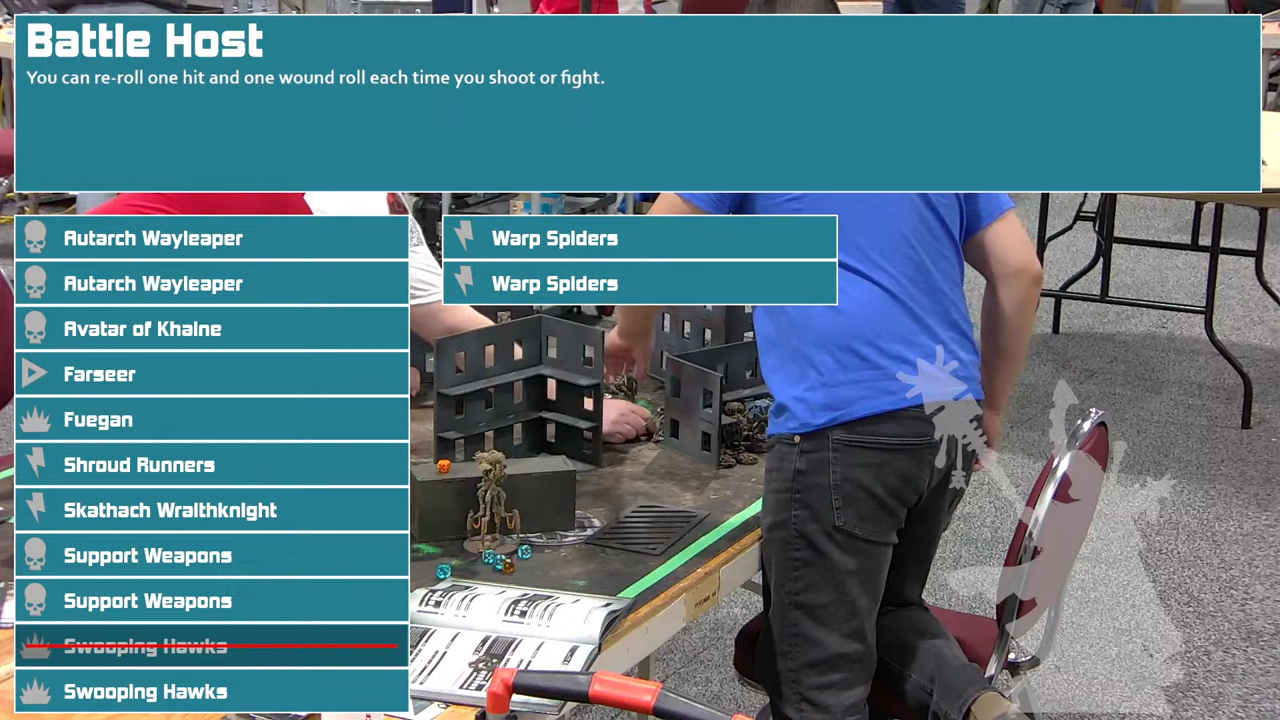 Battle Host
You can re-roll one hit and one wound roll each time you shoot or fight.
Autarch Wayleaper
Autarch Wayleaper
Avatar of Khaine
Farseer
Fuegan
Shroud Runners
Skathach Wraithknight
Support Weapons
Support Weapons
Swooping Hawks
Swooping Hawks
Warp Spiders
Warp Spiders